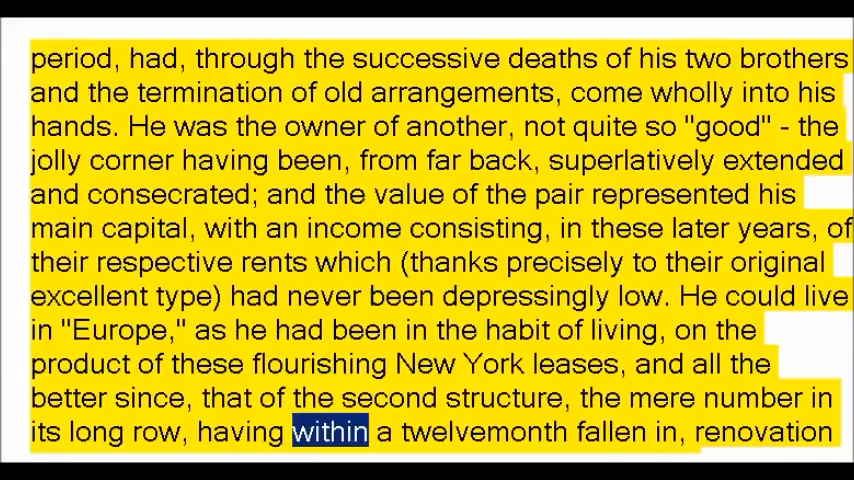 period, had, through the successive deaths of his two brothers
and the termination of old arrangements, come wholly into his
hands. He was the owner of another, not quite so "good" - the
jolly corner having been, from far back, superlatively extended
and consecrated; and the value of the pair represented his
main capital, with an income consisting, in these later years, of
their respective rents which (thanks precisely to their original
excellent type) had never been depressingly low. He could live
in "Europe," as he had been in the habit of living, on the
product of these flourishing New York leases, and all the
better since, that of the second structure, the mere number in
its long row, having within a twelvemonth fallen in, renovation